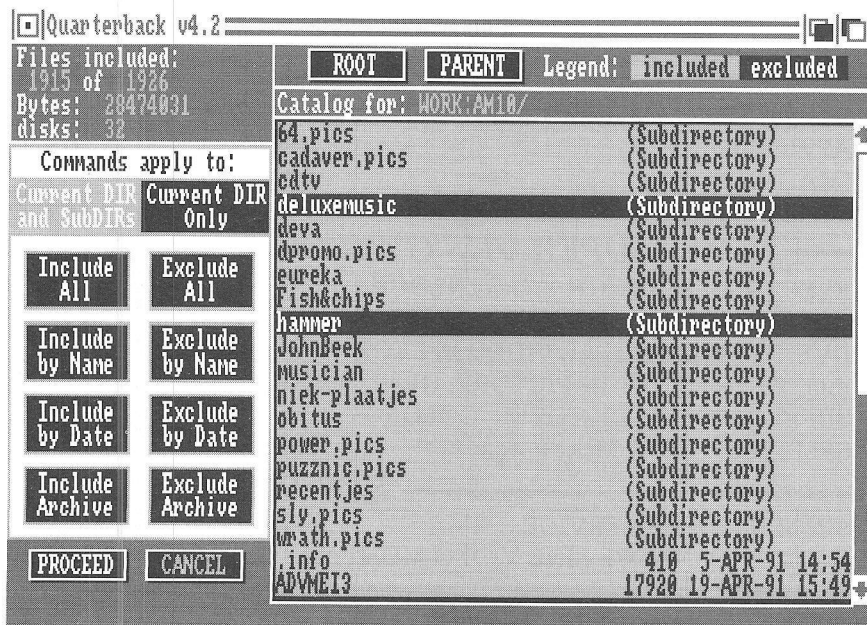 Quarterback v4.2
Files included:
1915 of 1926
Bytes: 28474031
disks: 32
ROOT PARENT Legend: included excluded
Catalog for: WORK:AM10/
Commands apply to:
Current DIR and SubDIRs
Current DIR Only
Include All
Exclude All
Include by Name
Exclude by Name
Include by Date
Exclude by Date
Include Archive
Exclude Archive
PROCEED CANCEL
64.pics (Subdirectory)
cadaver.pics (Subdirectory)
cdtv (Subdirectory)
deluxemusic (Subdirectory)
deva (Subdirectory)
dpromo.pics (Subdirectory)
eureka (Subdirectory)
Fish&chips (Subdirectory)
hammer (Subdirectory)
JohnBeek (Subdirectory)
musician (Subdirectory)
niek-plaatjes (Subdirectory)
obitus (Subdirectory)
power.pics (Subdirectory)
puzznic.pics (Subdirectory)
recentjes (Subdirectory)
sly.pics (Subdirectory)
wrath.pics (Subdirectory)
.info 410 5-APR-91 14:54
ADVMEI3 17920 19-APR-91 15:49